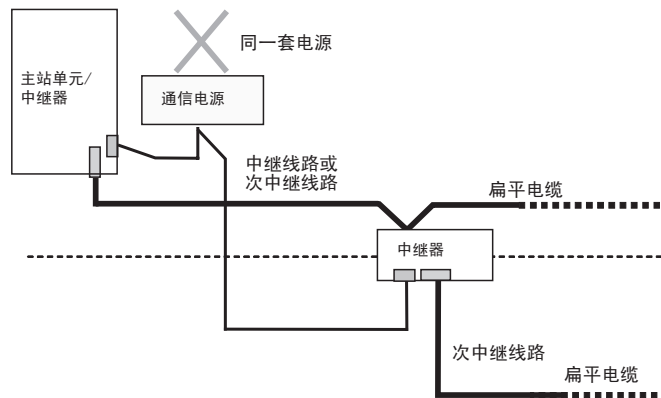 同一套电源
主站单元/
中继器
通信电源
中继线路或
次中继线路
扁平电缆
中继器
次中继线路
扁平电缆